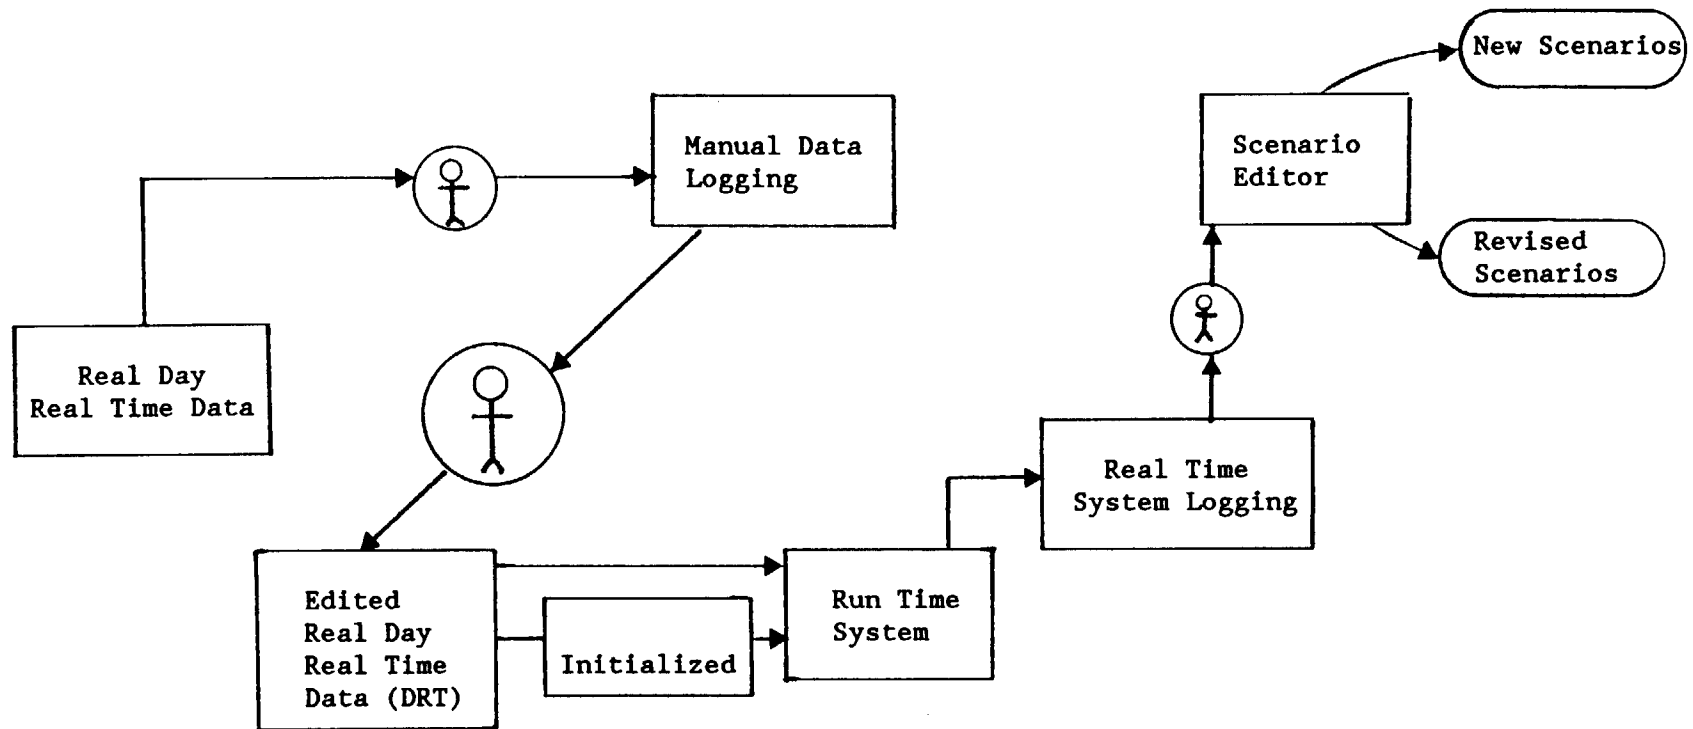 New Scenarios
Manual Data
Logging
Scenario
Editor
Revised
Scenarios
Real Day
Real Time Data
Real Time
System Logging
Edited
Real Day
Real Time
Data (DRT)
Initialized
Run Time
System